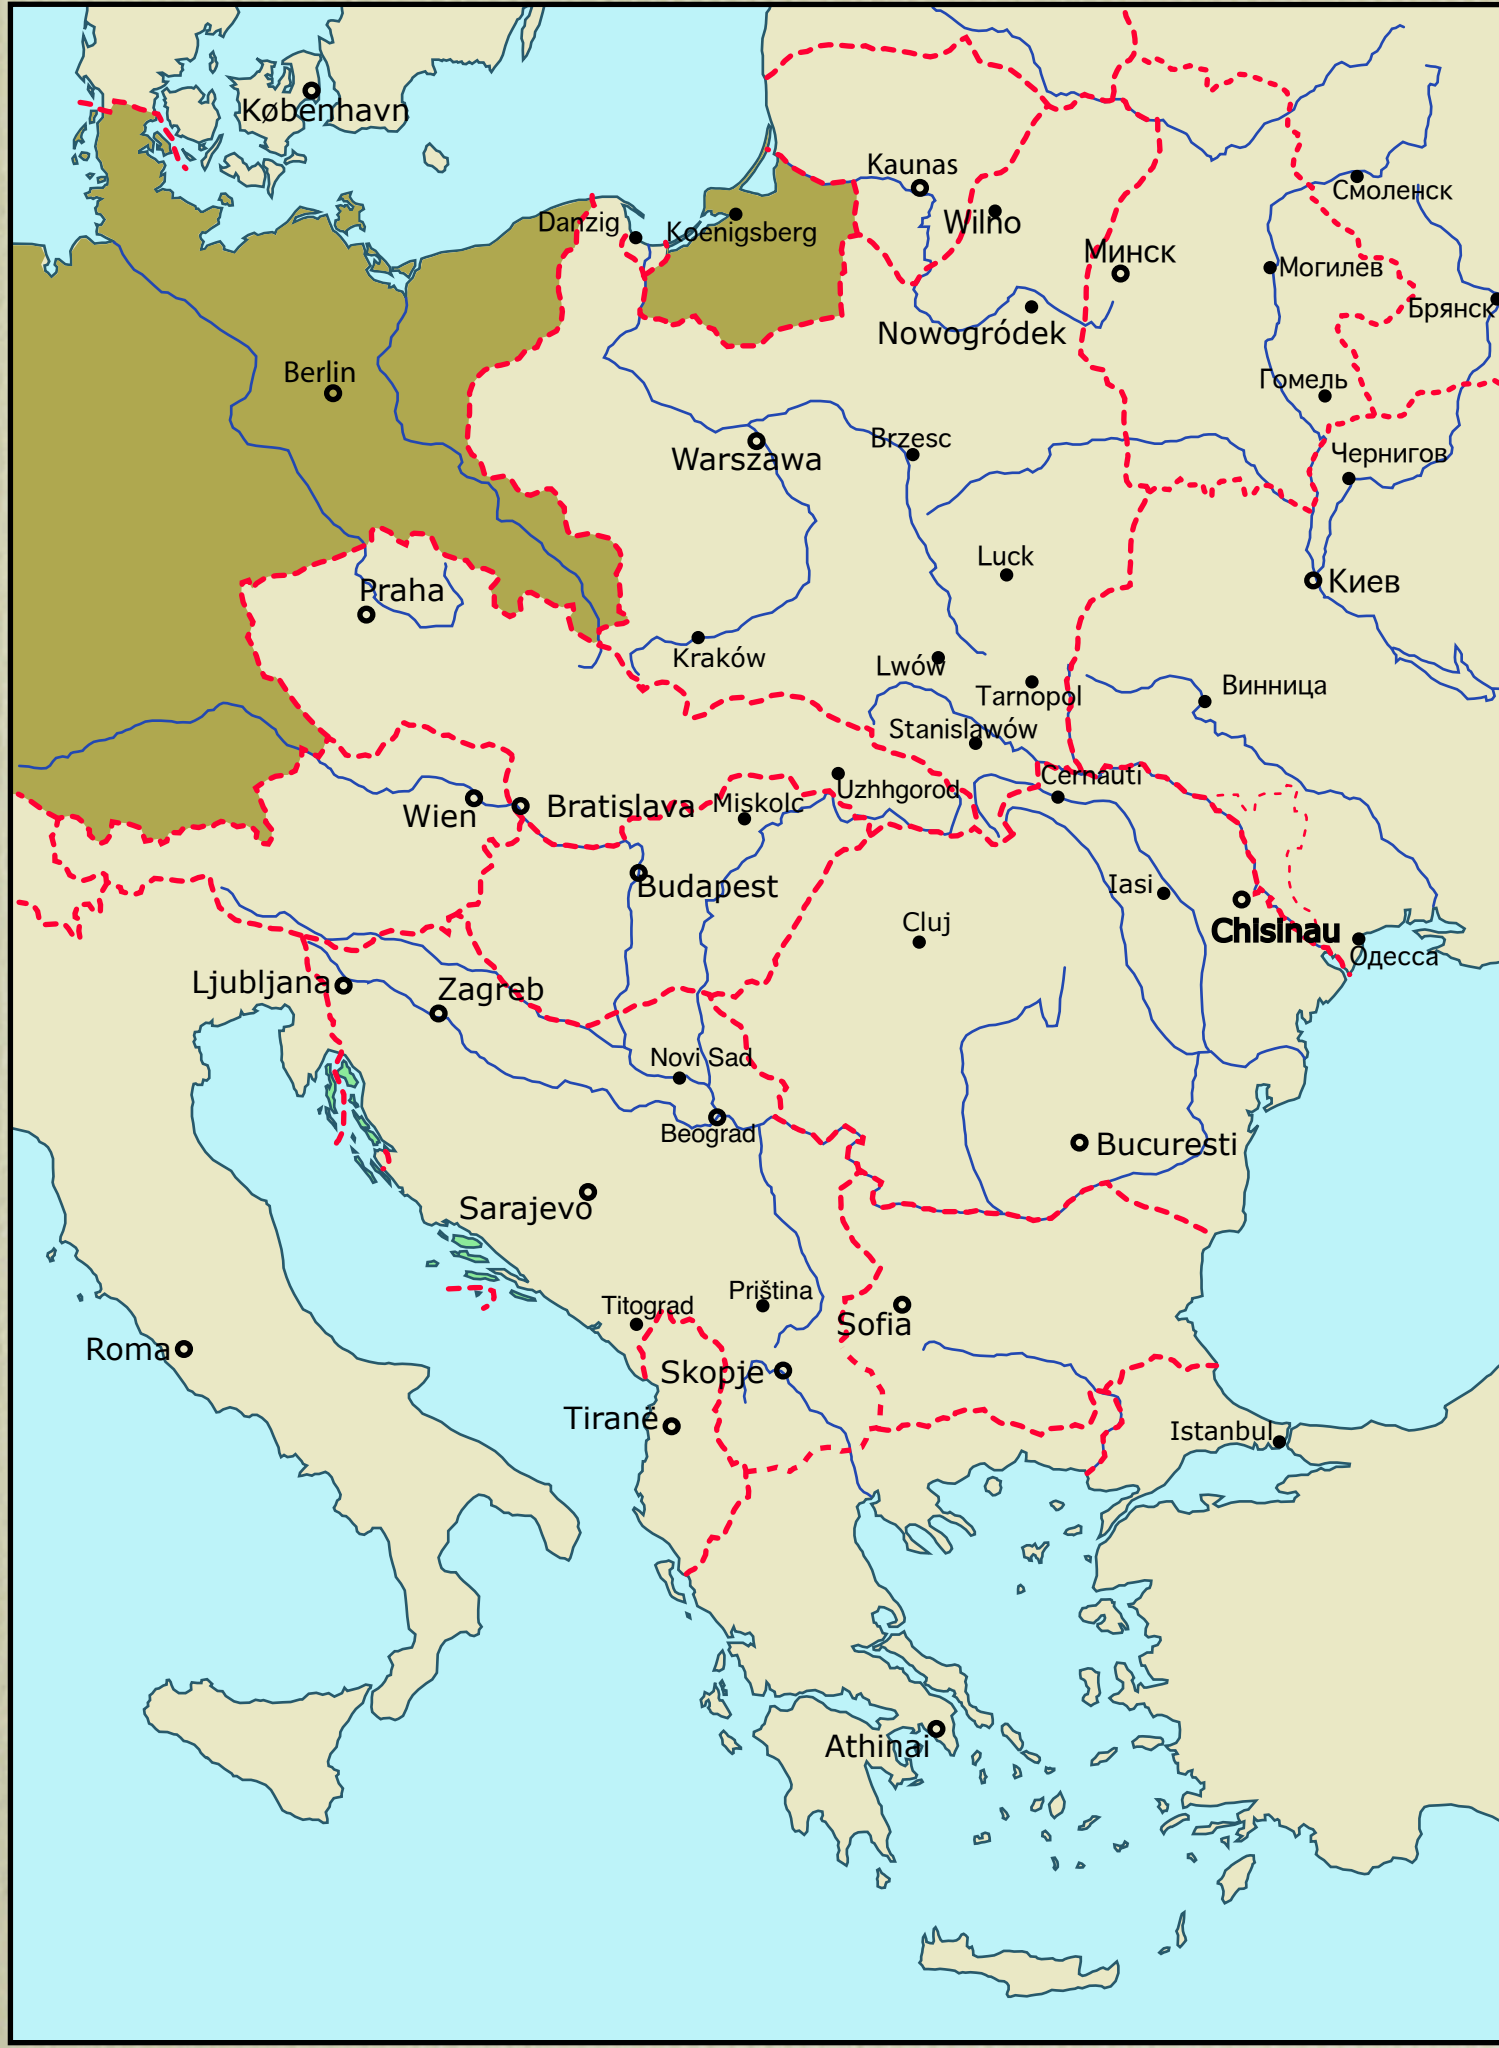 København
Kaunas
Смоленск
Wilno
Danzig
Koenigsberg
Минск
Могилев
Брянск
Nowogródek
Berlin
Гомель
Brzesc
Warszawa
Чернигов
Luck
Киев
Praha
Kraków
Lwów
Tarnopol
Винница
Stanislawów
Cernauti
Uzhhgorod
Bratislava
Miskolc
Wien
Budapest
Iasi
Cluj
Chisinau
Одесса
Ljubljana
Zagreb
Novi Sad
Beograd
Bucuresti
Sarajevo
Priština
Titograd
Sofia
Roma
Skopje
Tiranë
Istanbul
Athinai